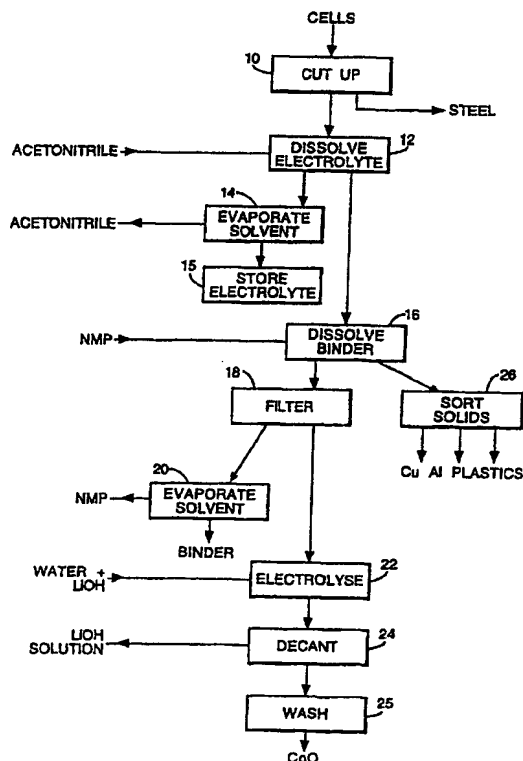 CELLS
10
CUT UP
STEEL
ACETONITRILE
12
DISSOLVE
ELECTROLYTE
14
ACETONITRILE
EVAPORATE
SOLVENT
15
STORE
ELECTROLYTE
16
NMP
DISSOLVE
BINDER
18
FILTER
26
SORT
SOLIDS
Cu Al PLASTICS
20
NMP
EVAPORATE
SOLVENT
BINDER
WATER +
LiOH
22
ELECTROLYSE
LiOH
SOLUTION
24
DECANT
25
WASH
CoO